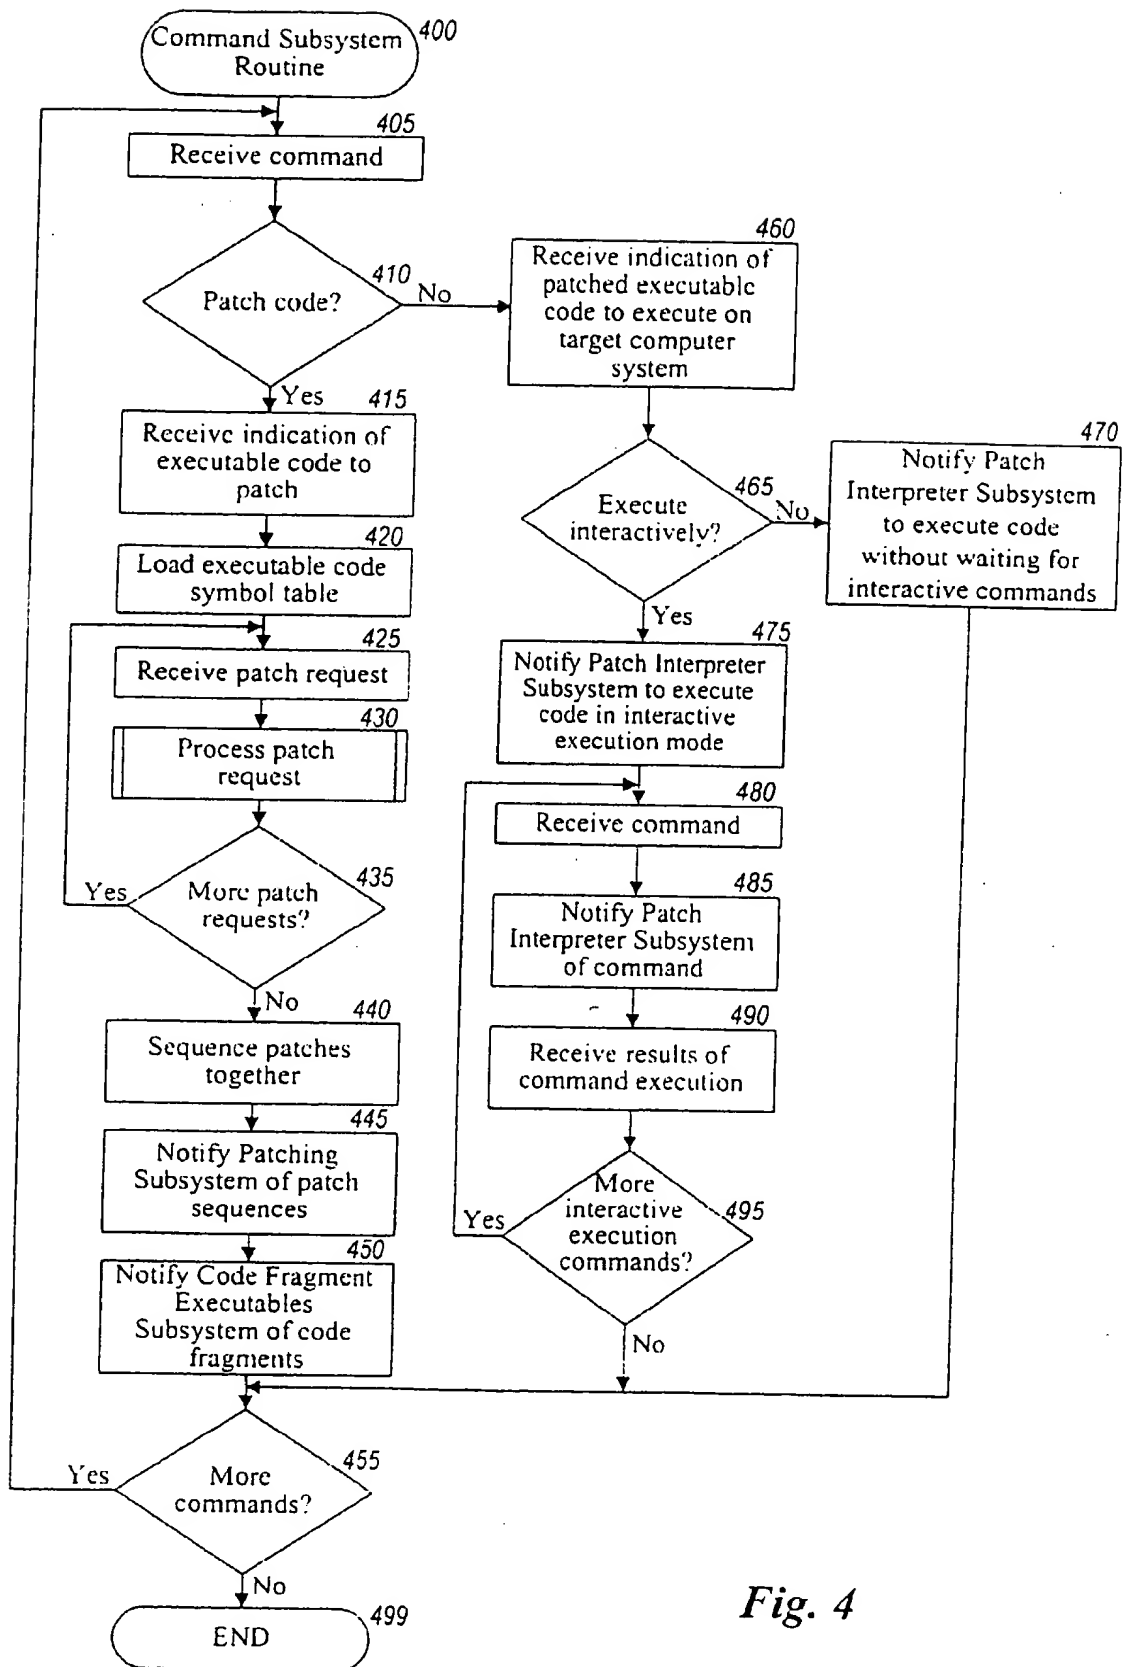 Command Subsystem
Routine
400
405
Receive command
410
Patch code?
No
Yes
415
Receive indication of
executable code to
patch
420
Load executable code
symbol table
425
Receive patch request
430
Process patch
request
435
More patch
requests?
Yes
No
440
Sequence patches
together
445
Notify Patching
Subsystem of patch
sequences
450
Notify Code Fragment
Executables
Subsystem of code
fragments
455
More
commands?
Yes
No
499
END
460
Receive indication of
patched executable
code to execute on
target computer
system
465
Execute
interactively?
No
Yes
470
Notify Patch
Interpreter Subsystem
to execute code
without waiting for
interactive commands
475
Notify Patch Interpreter
Subsystem to execute
code in interactive
execution mode
480
Receive command
485
Notify Patch
Interpreter Subsystem
of command
490
Receive results of
command execution
495
More
interactive
execution
commands?
Yes
No
Fig. 4